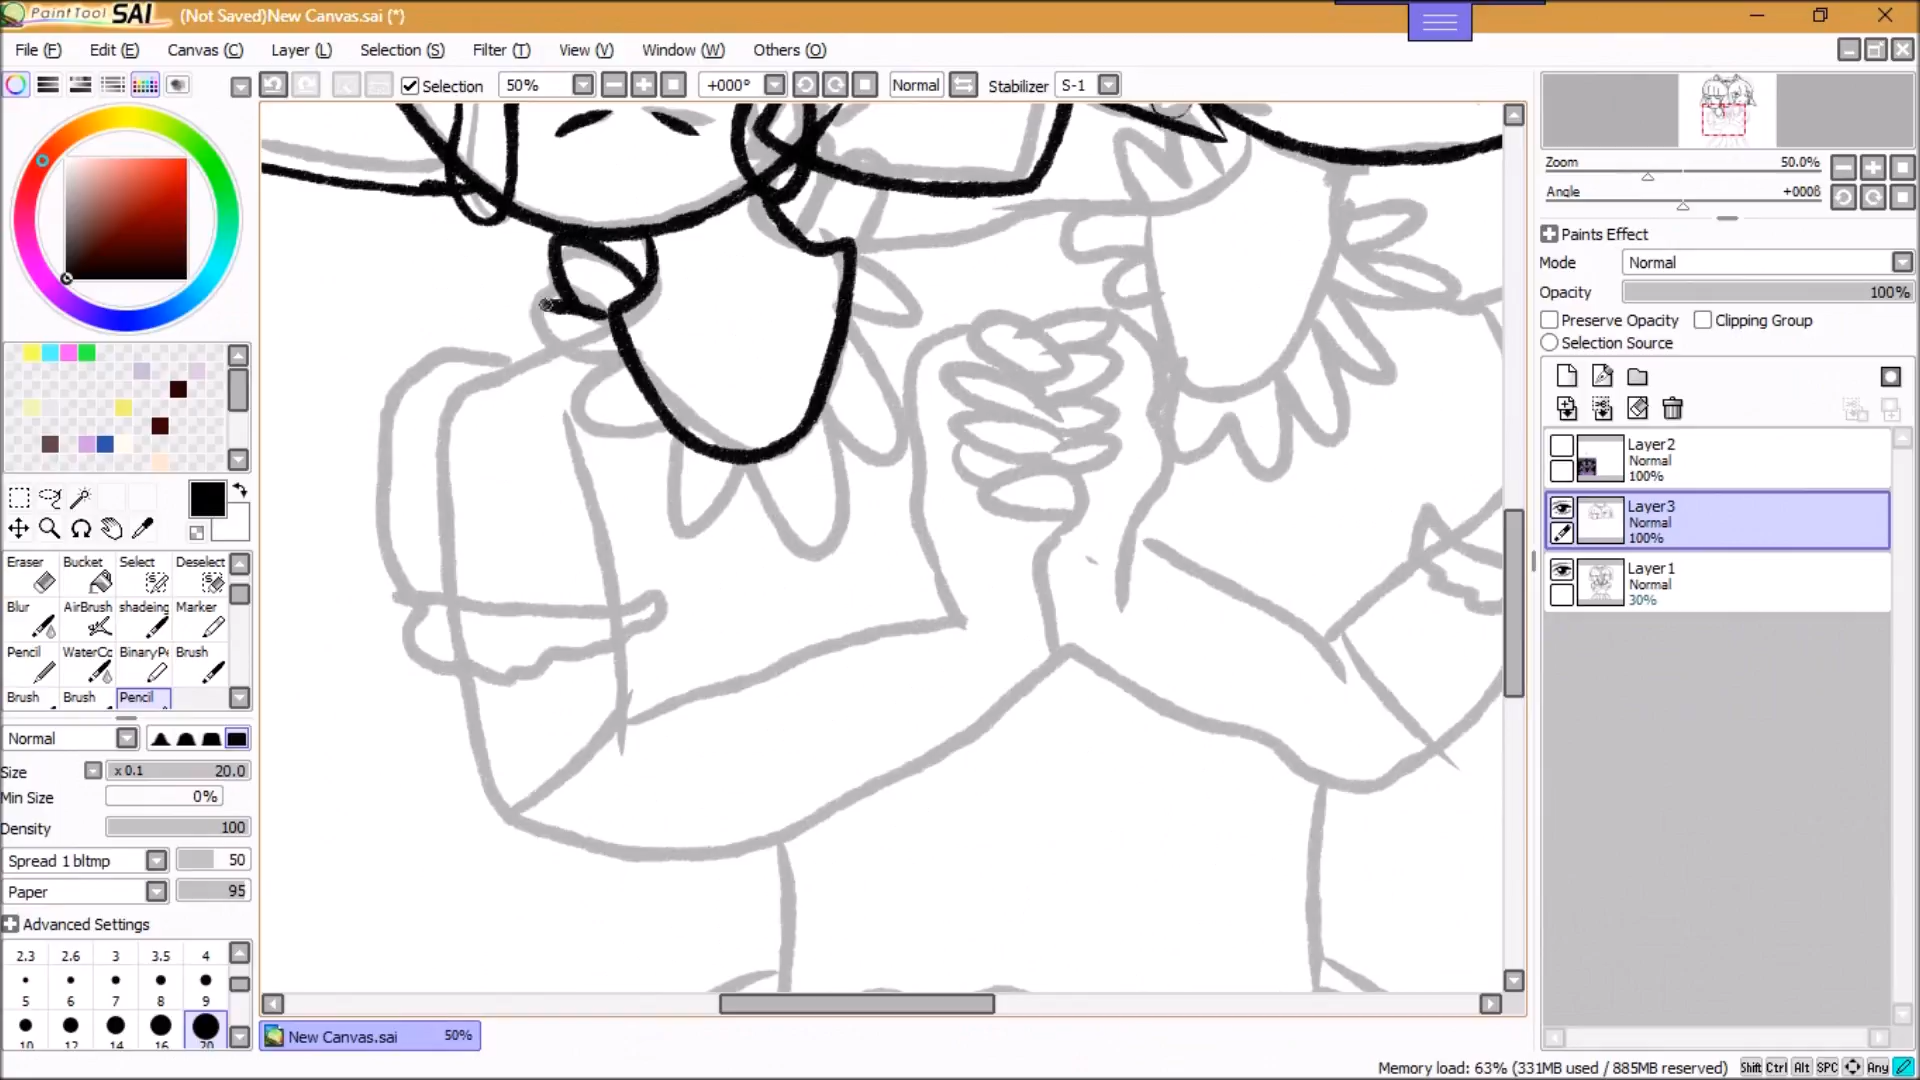 PaintTool SAI (Not Saved)New Canvas.sai (*)
File (F) Edit (E) Canvas (C) Layer (L) Selection (S) Filter (T) View (V) Window (W) Others (O)
Selection 50% +000° Normal Stabilizer S-1
Zoom 50.0%
Angle +000ß
Paints Effect
Mode Normal
Opacity 100%
Preserve Opacity Clipping Group
Selection Source
Layer2
Normal
100%
Layer3
Normal
100%
Layer1
Normal
30%
Eraser Bucket Select Deselect
Blur AirBrush shadeing Marker
Pencil WaterCo BinaryPe Brush
Brush Brush Pencil
Normal
Size x 0.1 20.0
Min Size 0%
Density 100
Spread 1 bltmp 50
Paper 95
Advanced Settings
2.3 2.6 3 3.5 4
5 6 7 8 9
10 12 14 16 20
New Canvas.sai 50%
Memory load: 63% (331MB used / 885MB reserved) Shift Ctrl Alt SPC Any